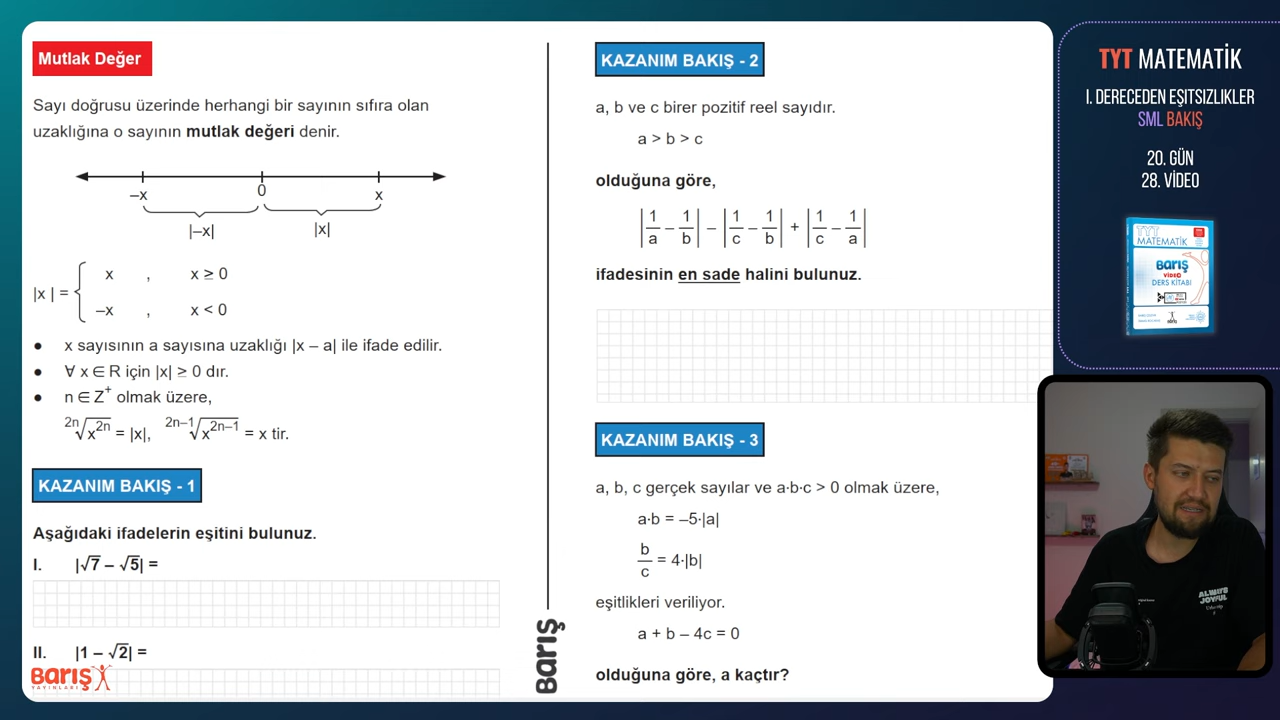 Mutlak Değer
Sayı doğrusu üzerinde herhangi bir sayının sıfıra olan
uzaklığına o sayının mutlak değeri denir.
–x 0 x
|–x| |x|
|x | = { x , x ≥ 0
–x , x < 0
• x sayısının a sayısına uzaklığı |x – a| ile ifade edilir.
• ∀ x ∈ R için |x| ≥ 0 dır.
• n ∈ Z⁺ olmak üzere,
²ⁿ√x²ⁿ = |x|, ²ⁿ⁻¹√x²ⁿ⁻¹ = x tir.
KAZANIM BAKIŞ - 1
Aşağıdaki ifadelerin eşitini bulunuz.
I. |√7 – √5| =
II. |1 – √2| =
BARIŞ
YAYINLARI
BARIŞ
KAZANIM BAKIŞ - 2
a, b ve c birer pozitif reel sayıdır.
a > b > c
olduğuna göre,
|1/a – 1/b| – |1/c – 1/b| + |1/c – 1/a|
ifadesinin en sade halini bulunuz.
KAZANIM BAKIŞ - 3
a, b, c gerçek sayılar ve a·b·c > 0 olmak üzere,
a·b = –5·|a|
b/c = 4·|b|
eşitlikleri veriliyor.
a + b – 4c = 0
olduğuna göre, a kaçtır?
TYT MATEMATİK
I. DERECEDEN EŞITSIZLIKLER
SML BAKIŞ
20. GÜN
28. VİDEO
TYT
MATEMATİK
BARIŞ
VİDEO
DERS KİTABI
ALWAYS
JOYFUL